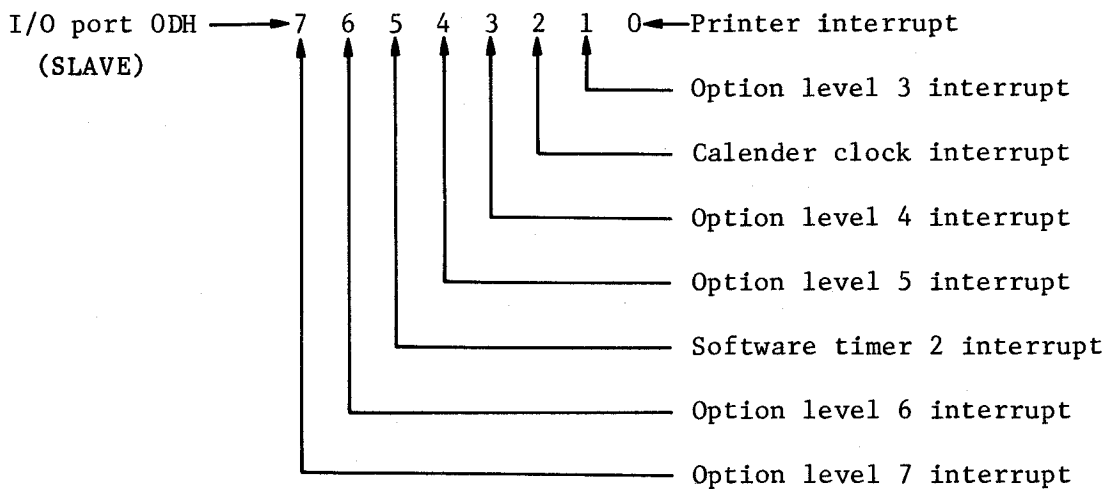 I/O port 0DH 7 6 5 4 3 2 1 0 Printer interrupt
(SLAVE)
Option level 3 interrupt
Calender clock interrupt
Option level 4 interrupt
Option level 5 interrupt
Software timer 2 interrupt
Option level 6 interrupt
Option level 7 interrupt